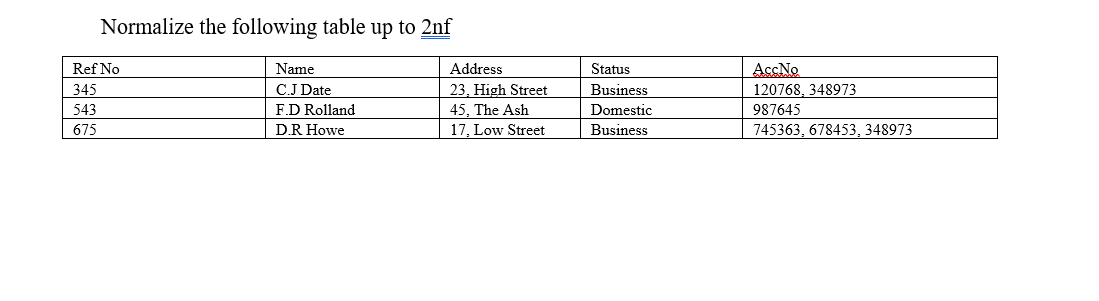 Normalize the following table up to 2nf
Ref No Name Address Status AccNo
345 C.J Date 23, High Street Business 120768, 348973
543 F.D Rolland 45, The Ash Domestic 987645
675 D.R Howe 17, Low Street Business 745363, 678453, 348973